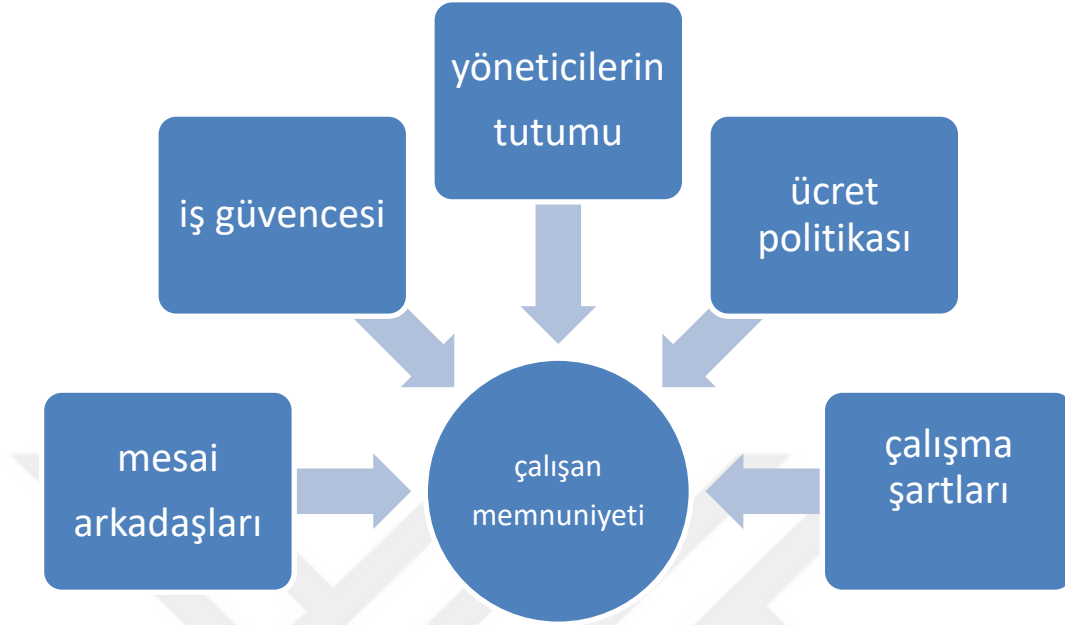 yöneticilerin
tutumu
iş güvencesi
ücret
politikası
mesai
arkadaşları
çalışan
memnuniyeti
çalışma
şartları